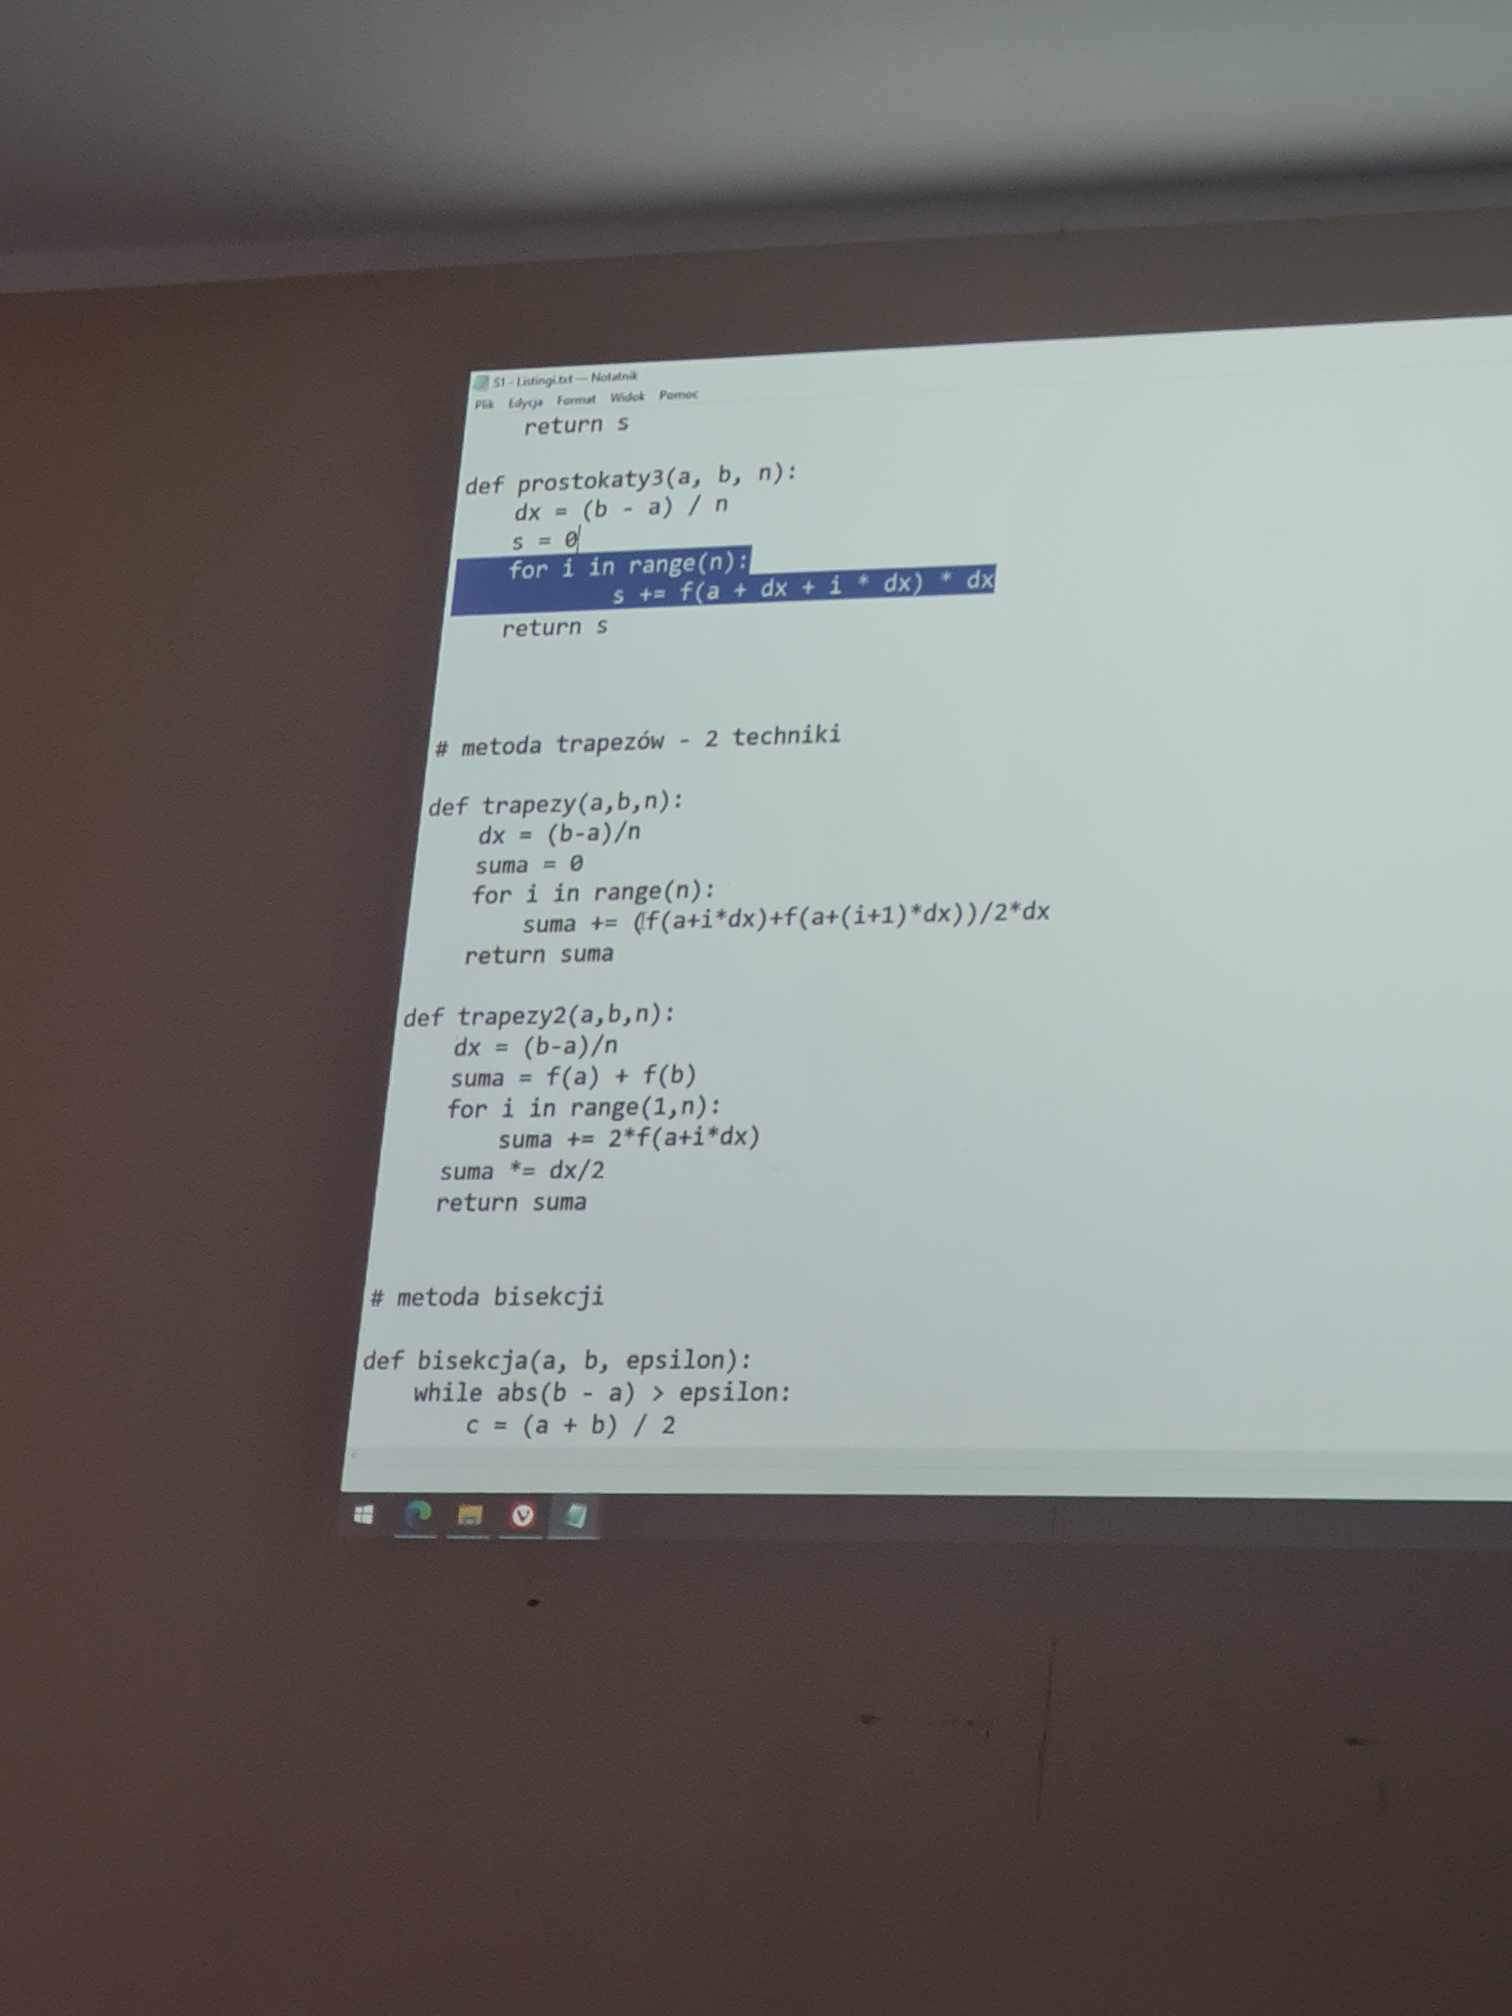 S1 - Listingi.txt — Notatnik
Plik Edycja Format Widok Pomoc
    return s
def prostokaty3(a, b, n):
    dx = (b - a) / n
    s = 0
    for i in range(n):
            s += f(a + dx + i * dx) * dx
    return s
# metoda trapezów - 2 techniki
def trapezy(a,b,n):
    dx = (b-a)/n
    suma = 0
    for i in range(n):
        suma += (f(a+i*dx)+f(a+(i+1)*dx))/2*dx
    return suma
def trapezy2(a,b,n):
    dx = (b-a)/n
    suma = f(a) + f(b)
    for i in range(1,n):
        suma += 2*f(a+i*dx)
    suma *= dx/2
    return suma
# metoda bisekcji
def bisekcja(a, b, epsilon):
    while abs(b - a) > epsilon:
        c = (a + b) / 2